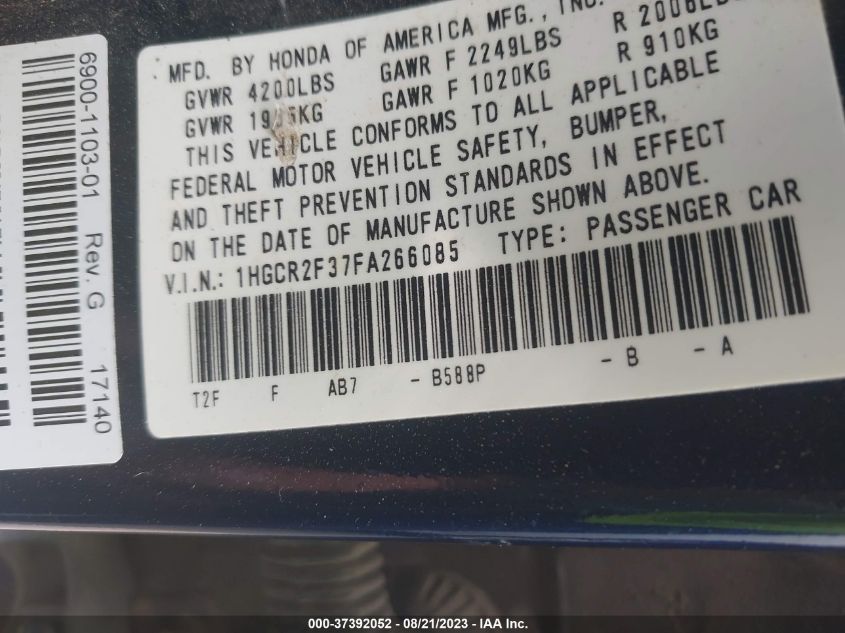 6900-1103-01 Rev. G 17140
MFD. BY HONDA OF AMERICA MFG., INC.
GVWR 4200LBS GAWR F 2249LBS R 2006LBS
GVWR KG GAWR F 1020KG R 910KG
THIS VEHICLE CONFORMS TO ALL APPLICABLE
FEDERAL MOTOR VEHICLE SAFETY, BUMPER,
AND THEFT PREVENTION STANDARDS IN EFFECT
ON THE DATE OF MANUFACTURE SHOWN ABOVE.
V.I.N.: 1HGCR2F37FA266085 TYPE: PASSENGER CAR
T2F F AB7 - B588P - B - A
000-37392052 - 08/21/2023 - IAA Inc.